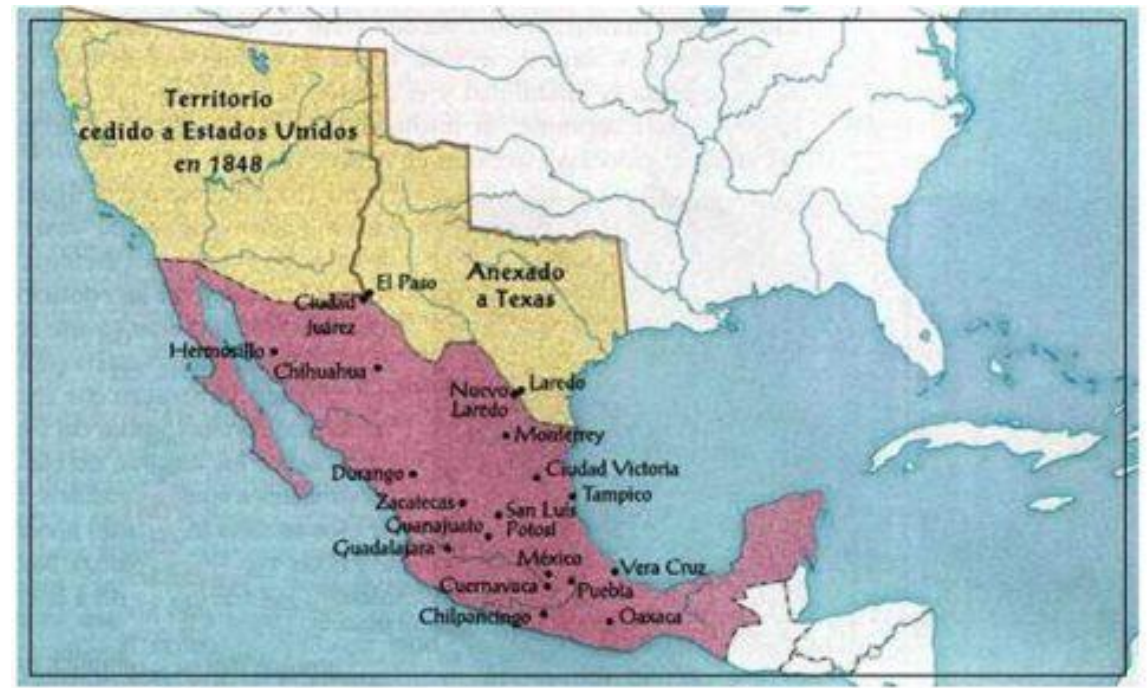 Territorio
cedido a Estados Unidos
en 1848
Anexado
a Texas
El Paso
Ciudad
Juárez
Hermosillo
Chihuahua
Nuevo
Laredo
Laredo
Monterrey
Durango
Ciudad Victoria
Zacatecas
Tampico
San Luis
Potosí
Guanajuato
Guadalajara
México
Vera Cruz
Cuernavaca
Puebla
Chilpancingo
Oaxaca